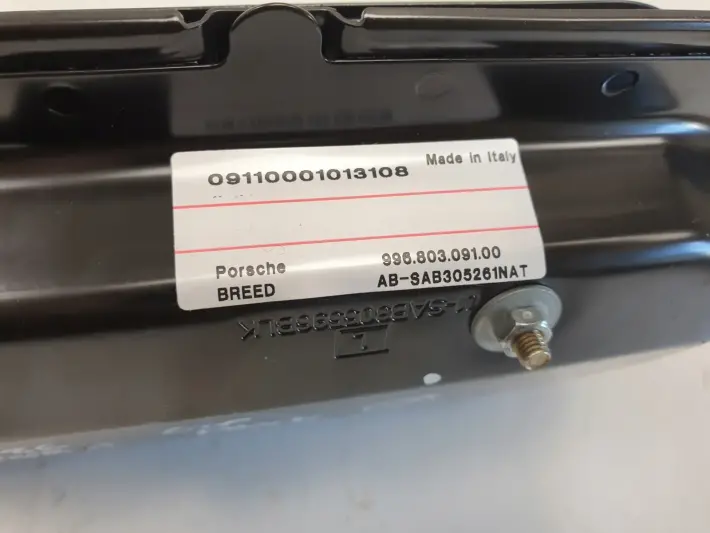 09110001013108
Made in Italy
Porsche
996.803.091.00
BREED
AB-SAB305261NAT